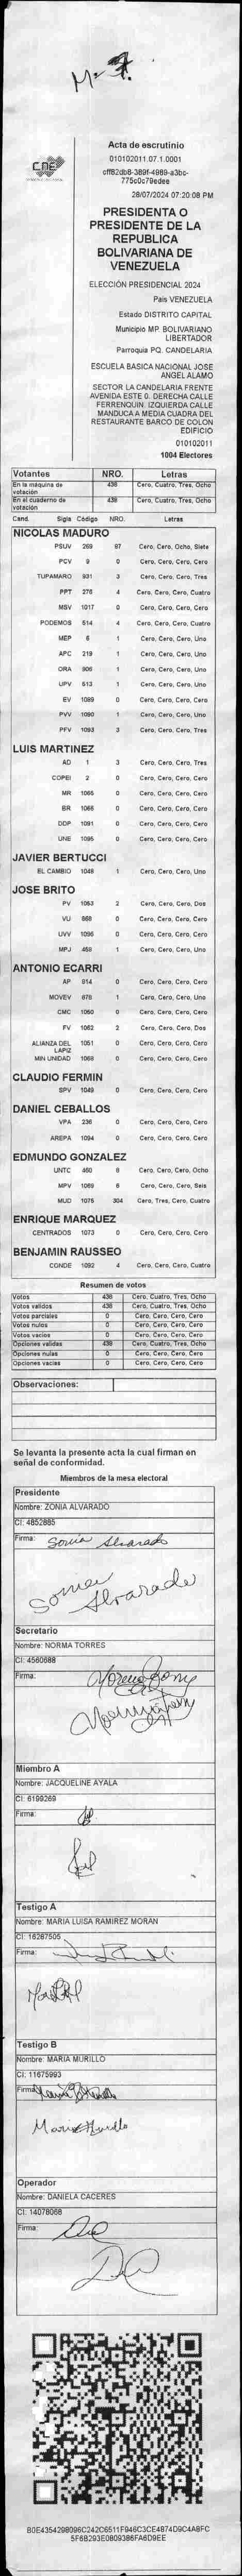 M-7.
CNE
Acta de escrutinio
010102011.07.1.0001
cff82db8-389f-4989-a3bc-
775c0c79edee
28/07/2024 07:20:08 PM
PRESIDENTA O
PRESIDENTE DE LA
REPUBLICA
BOLIVARIANA DE
VENEZUELA
ELECCIÓN PRESIDENCIAL 2024
País VENEZUELA
Estado DISTRITO CAPITAL
Municipio MP. BOLIVARIANO
LIBERTADOR
Parroquia PQ. CANDELARIA
ESCUELA BASICA NACIONAL JOSE
ANGEL ALAMO
SECTOR LA CANDELARIA FRENTE
AVENIDA ESTE 0. DERECHA CALLE
FERRENQUIN. IZQUIERDA CALLE
MANDUCA A MEDIA CUADRA DEL
RESTAURANTE BARCO DE COLON
EDIFICIO
010102011
1004 Electores
Votantes NRO. Letras
En la máquina de votación 438 Cero, Cuatro, Tres, Ocho
En el cuaderno de votación 438 Cero, Cuatro, Tres, Ocho
Cand. Sigla Código NRO. Letras
NICOLAS MADURO
PSUV 269 87 Cero, Cero, Ocho, Siete
PCV 9 0 Cero, Cero, Cero, Cero
TUPAMARO 931 3 Cero, Cero, Cero, Tres
PPT 276 4 Cero, Cero, Cero, Cuatro
MSV 1017 0 Cero, Cero, Cero, Cero
PODEMOS 514 4 Cero, Cero, Cero, Cuatro
MEP 6 1 Cero, Cero, Cero, Uno
APC 219 1 Cero, Cero, Cero, Uno
ORA 906 1 Cero, Cero, Cero, Uno
UPV 513 1 Cero, Cero, Cero, Uno
EV 1089 0 Cero, Cero, Cero, Cero
PVV 1090 1 Cero, Cero, Cero, Uno
PFV 1093 3 Cero, Cero, Cero, Tres
LUIS MARTINEZ
AD 1 3 Cero, Cero, Cero, Tres
COPEI 2 0 Cero, Cero, Cero, Cero
MR 1066 0 Cero, Cero, Cero, Cero
BR 0 Cero, Cero, Cero, Cero
DDP 1091 0 Cero, Cero, Cero, Cero
UNE 0 Cero, Cero, Cero, Cero
JAVIER BERTUCCI
EL CAMBIO 1048 1 Cero, Cero, Cero, Uno
JOSE BRITO
PV 1053 2 Cero, Cero, Cero, Dos
VU 868 0 Cero, Cero, Cero, Cero
UVV 1096 0 Cero, Cero, Cero, Cero
MPJ 458 1 Cero, Cero, Cero, Uno
ANTONIO ECARRI
AP 914 0 Cero, Cero, Cero, Cero
MOVEV 878 1 Cero, Cero, Cero, Uno
CMC 1050 0 Cero, Cero, Cero, Cero
FV 1062 2 Cero, Cero, Cero, Dos
ALIANZA DEL LAPIZ 1051 0 Cero, Cero, Cero, Cero
MIN UNIDAD 1068 0 Cero, Cero, Cero, Cero
CLAUDIO FERMIN
SPV 1049 0 Cero, Cero, Cero, Cero
DANIEL CEBALLOS
VPA 236 0 Cero, Cero, Cero, Cero
AREPA 1094 0 Cero, Cero, Cero, Cero
EDMUNDO GONZALEZ
UNTC 460 8 Cero, Cero, Cero, Ocho
MPV 1069 6 Cero, Cero, Cero, Seis
MUD 1075 304 Cero, Tres, Cero, Cuatro
ENRIQUE MARQUEZ
CENTRADOS 1073 0 Cero, Cero, Cero, Cero
BENJAMIN RAUSSEO
CONDE 1092 4 Cero, Cero, Cero, Cuatro
Resumen de votos
Votos 438 Cero, Cuatro, Tres, Ocho
Votos validos 438 Cero, Cuatro, Tres, Ocho
Votos parciales 0 Cero, Cero, Cero, Cero
Votos nulos 0 Cero, Cero, Cero, Cero
Votos vacios 0 Cero, Cero, Cero, Cero
Opciones validas 438 Cero, Cuatro, Tres, Ocho
Opciones nulas 0 Cero, Cero, Cero, Cero
Opciones vacias 0 Cero, Cero, Cero, Cero
Observaciones:
Se levanta la presente acta la cual firman en
señal de conformidad.
Miembros de la mesa electoral
Presidente
Nombre: ZONIA ALVARADO
CI: 4852885
Firma: Sonia Alvarado
Sonia Alvarado
Secretario
Nombre: NORMA TORRES
CI: 4560688
Firma:
Miembro A
Nombre: JACQUELINE AYALA
CI: 6199269
Firma:
Testigo A
Nombre: MARIA LUISA RAMIREZ MORAN
CI: 16287505
Firma:
Testigo B
Nombre: MARIA MURILLO
CI: 11675993
Firma:
Maria Murillo
Operador
Nombre: DANIELA CACERES
CI: 14078068
Firma:
B0E4354298096C242C6511F946C3CE4874D9C4A8FC
5F6B293E0809386FA6D9EE